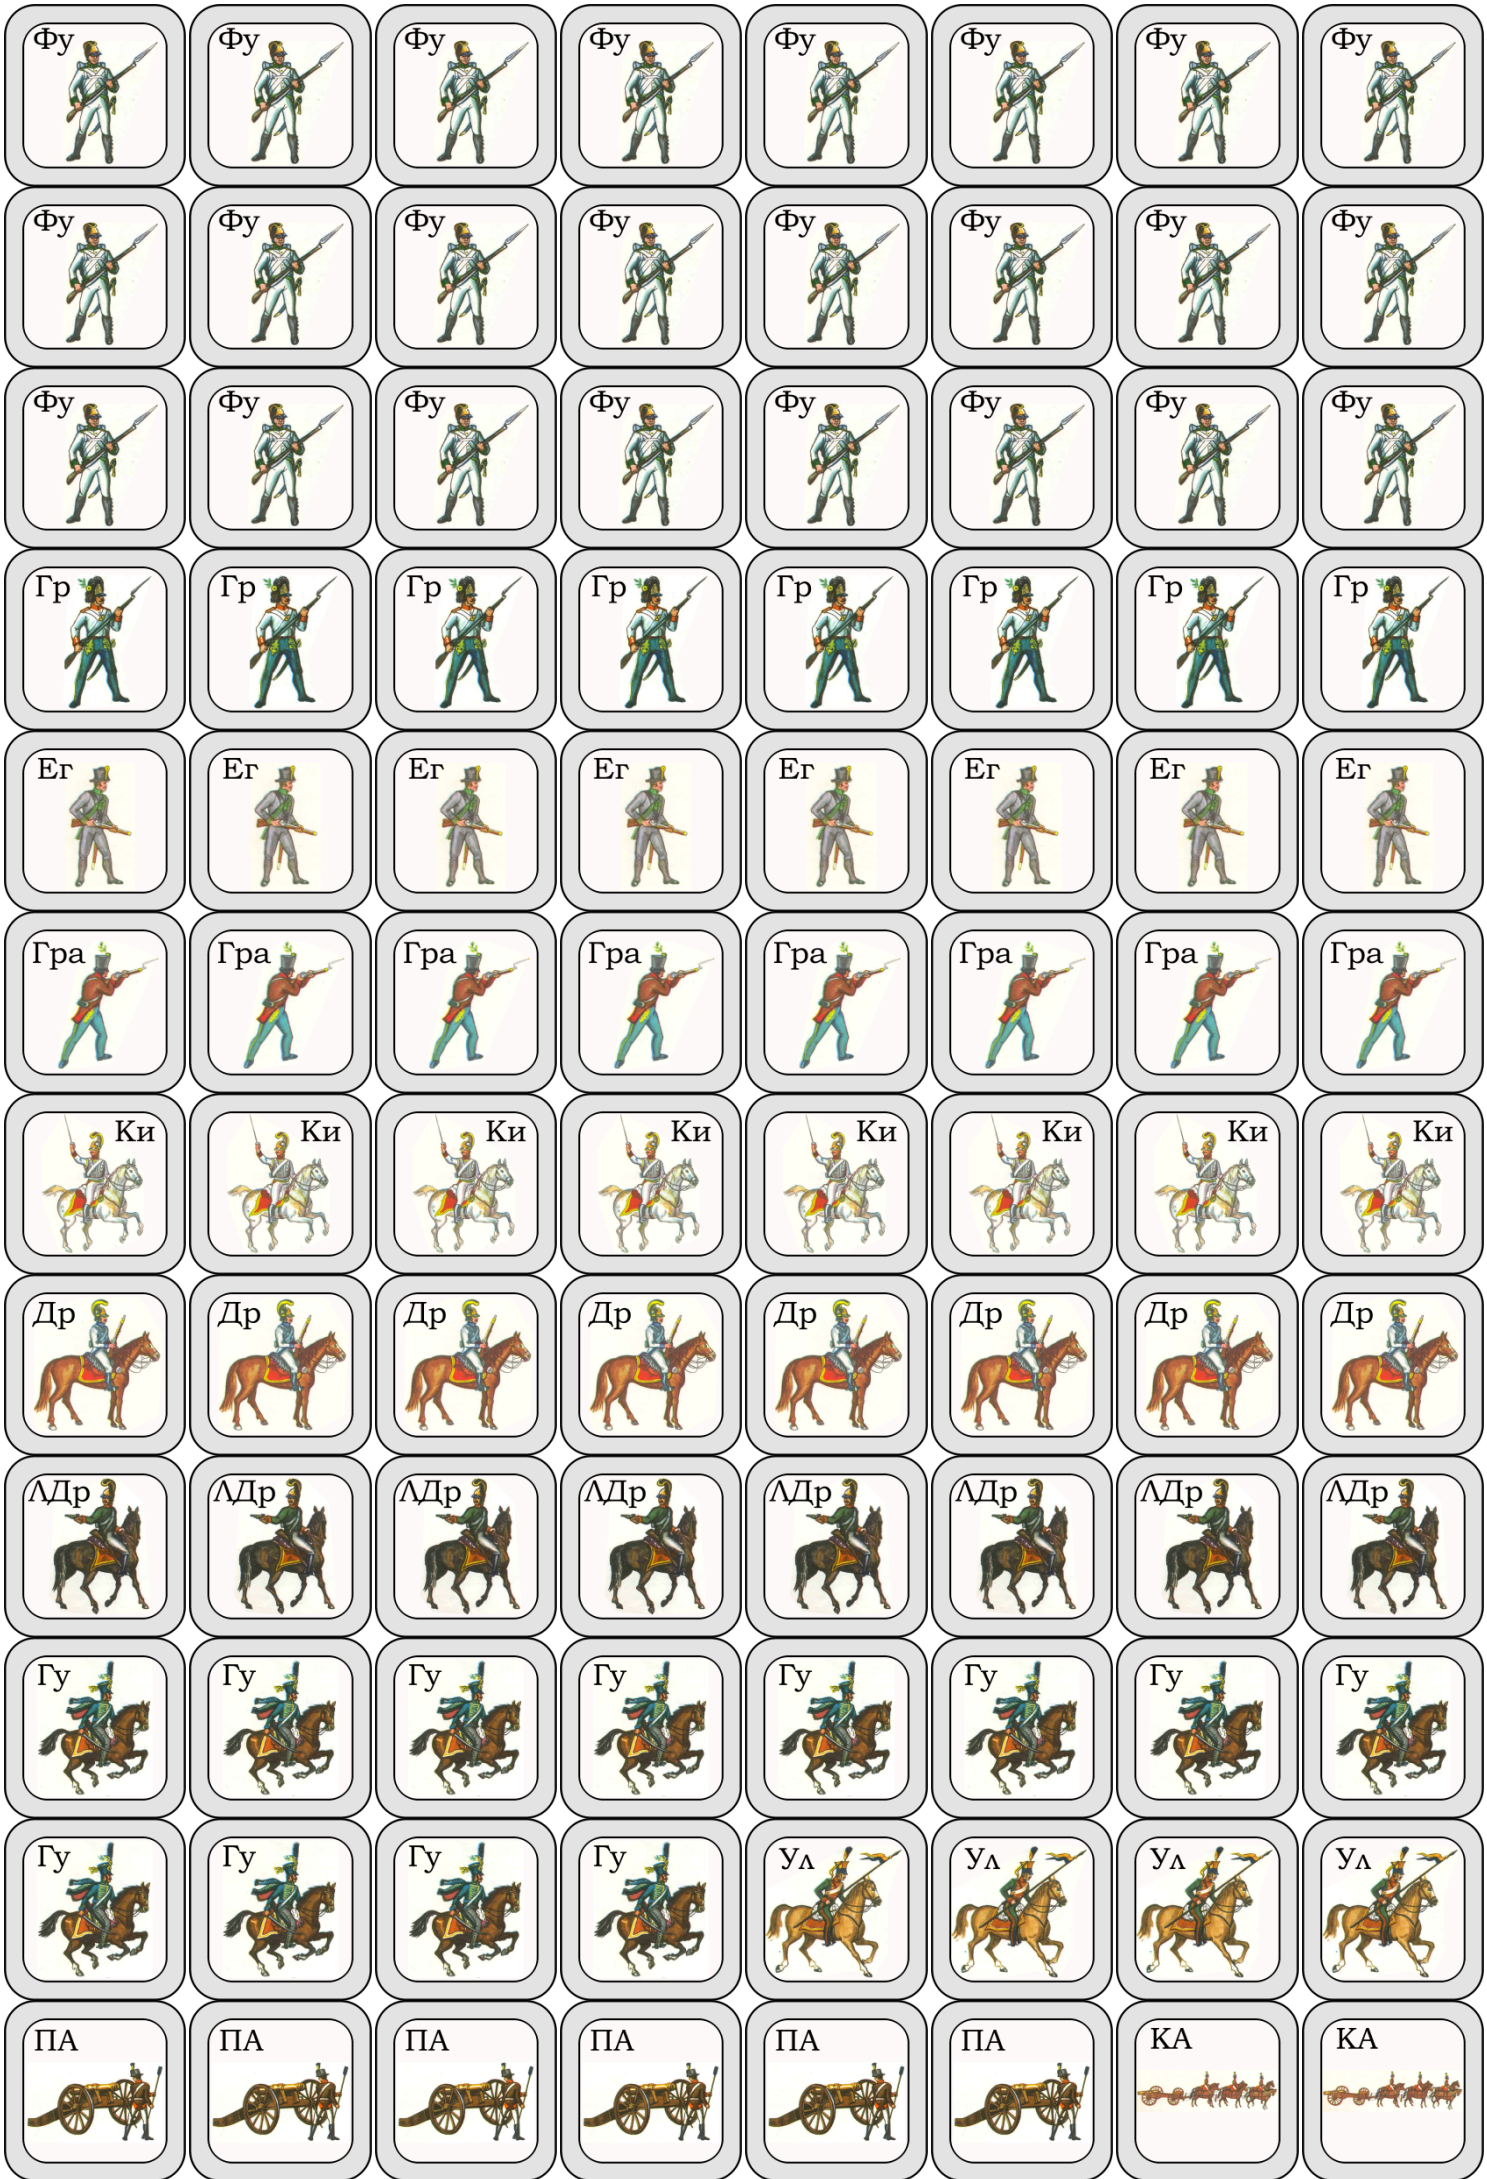 Фу Фу Фу Фу Фу Фу Фу Фу
Фу Фу Фу Фу Фу Фу Фу Фу
Фу Фу Фу Фу Фу Фу Фу Фу
Гр Гр Гр Гр Гр Гр Гр Гр
Ег Ег Ег Ег Ег Ег Ег Ег
Гра Гра Гра Гра Гра Гра Гра Гра
Ки Ки Ки Ки Ки Ки Ки Ки
Др Др Др Др Др Др Др Др
ЛДр ЛДр ЛДр ЛДр ЛДр ЛДр ЛДр ЛДр
Гу Гу Гу Гу Гу Гу Гу Гу
Гу Гу Гу Гу Ул Ул Ул Ул
ПА ПА ПА ПА ПА ПА КА КА